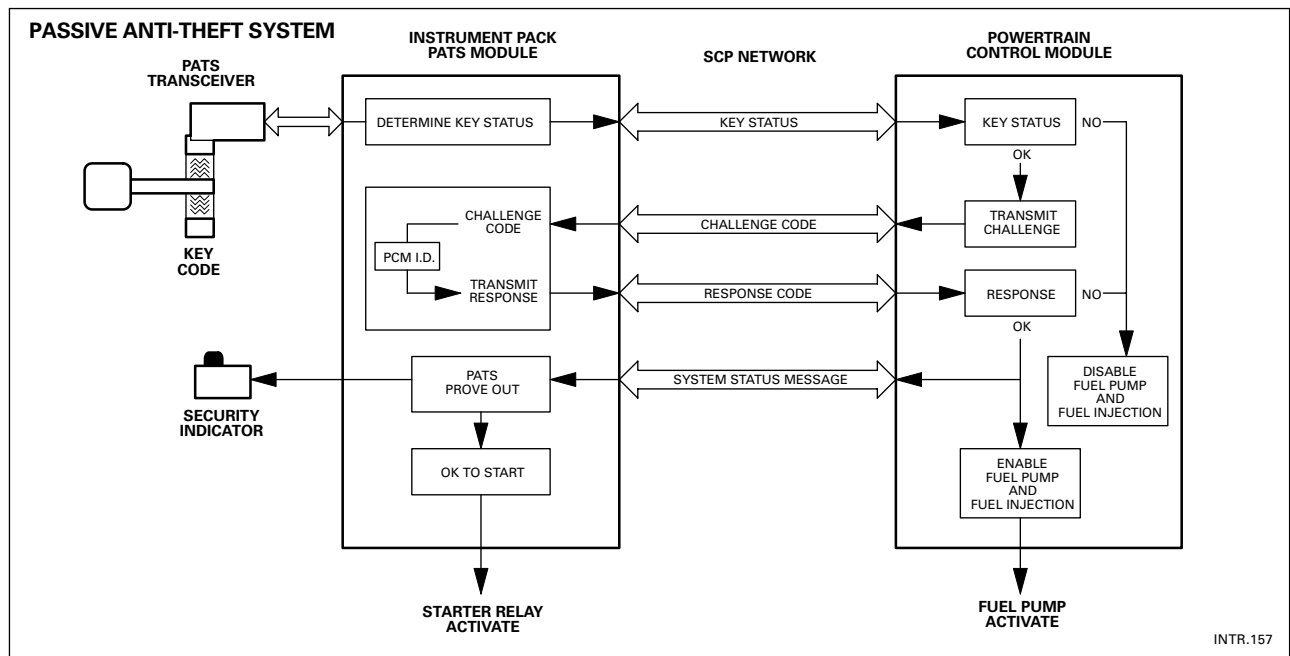 PASSIVE ANTI-THEFT SYSTEM
PATS
TRANSCEIVER
INSTRUMENT PACK
PATS MODULE
SCP NETWORK
POWERTRAIN
CONTROL MODULE
DETERMINE KEY STATUS
KEY STATUS
KEY STATUS
NO
OK
CHALLENGE
CODE
PCM I.D.
TRANSMIT
RESPONSE
CHALLENGE CODE
TRANSMIT
CHALLENGE
KEY
CODE
RESPONSE CODE
RESPONSE
NO
OK
SECURITY
INDICATOR
PATS
PROVE OUT
SYSTEM STATUS MESSAGE
DISABLE
FUEL PUMP
AND
FUEL INJECTION
OK TO START
ENABLE
FUEL PUMP
AND
FUEL INJECTION
STARTER RELAY
ACTIVATE
FUEL PUMP
ACTIVATE
INTR.157